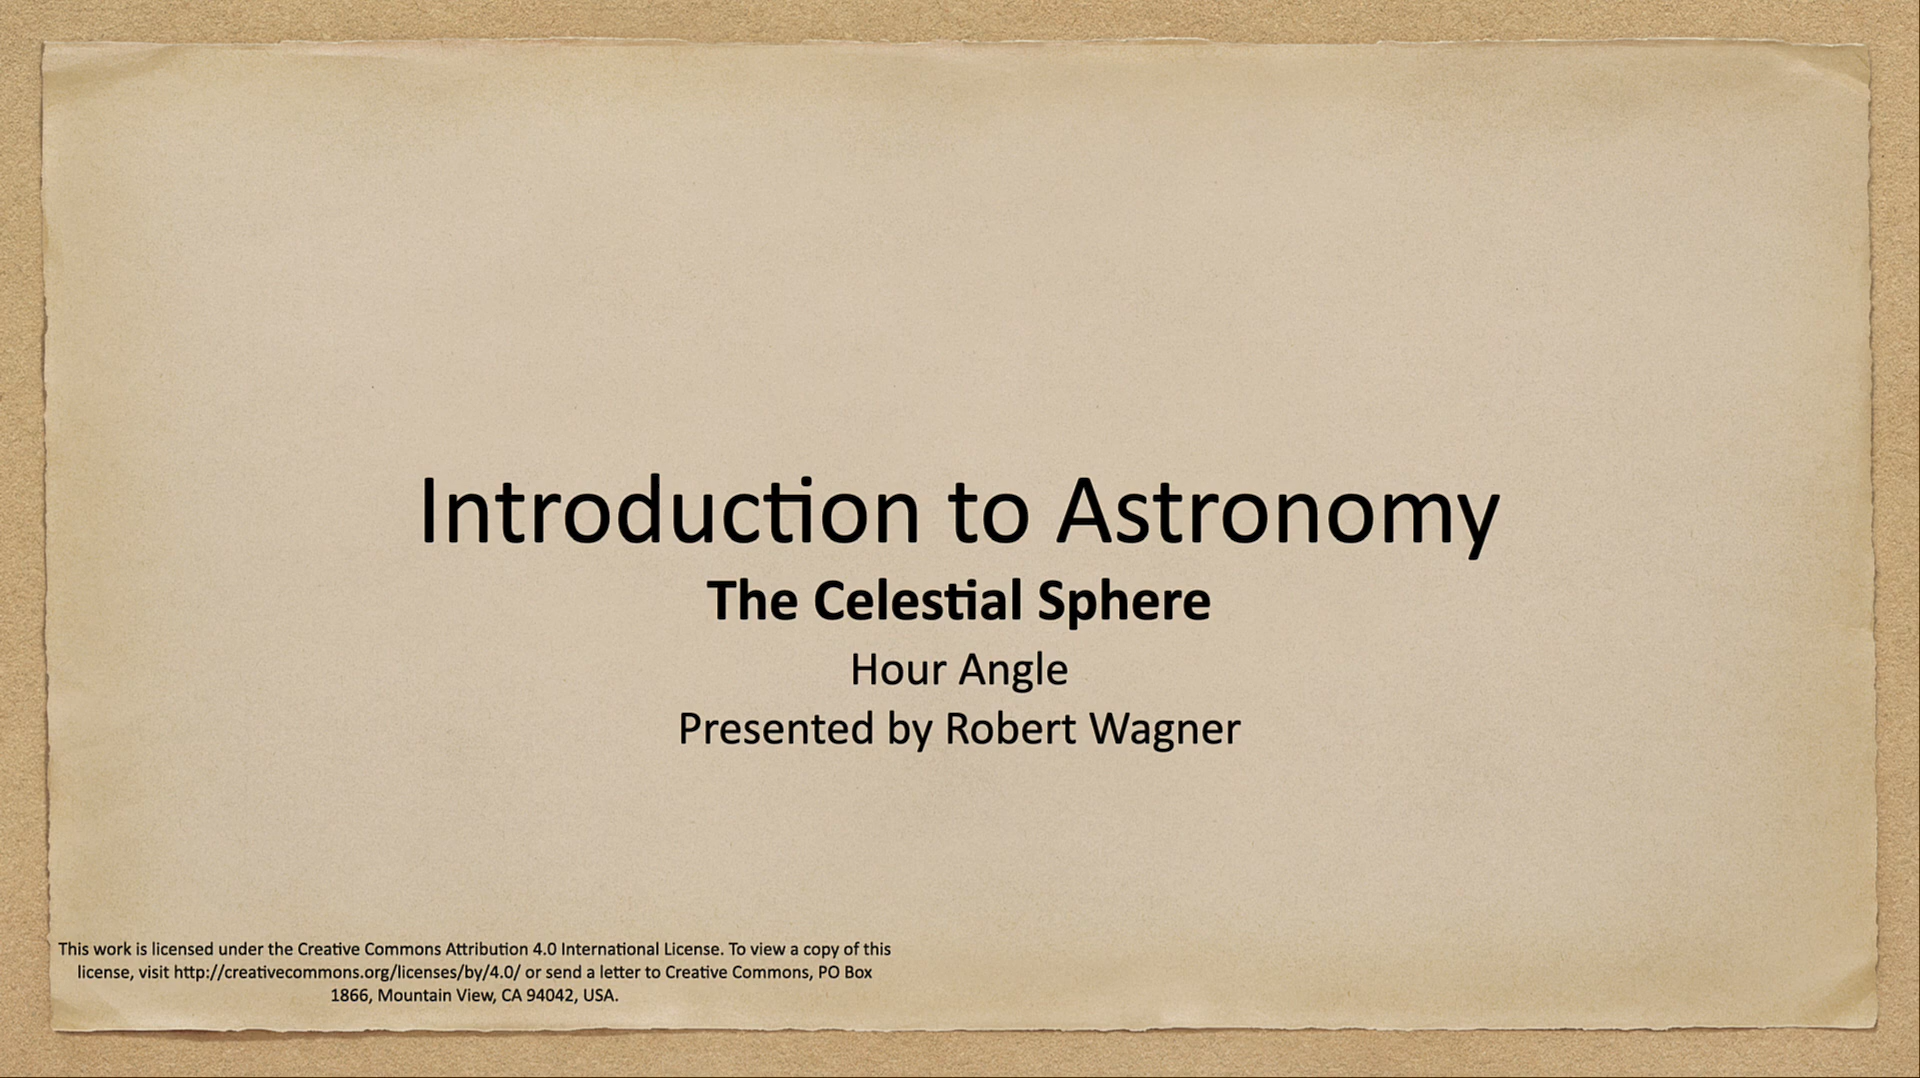 Introduction to Astronomy
The Celestial Sphere
Hour Angle
Presented by Robert Wagner
This work is licensed under the Creative Commons Attribution 4.0 International License. To view a copy of this
license, visit http://creativecommons.org/licenses/by/4.0/ or send a letter to Creative Commons, PO Box
1866, Mountain View, CA 94042, USA.